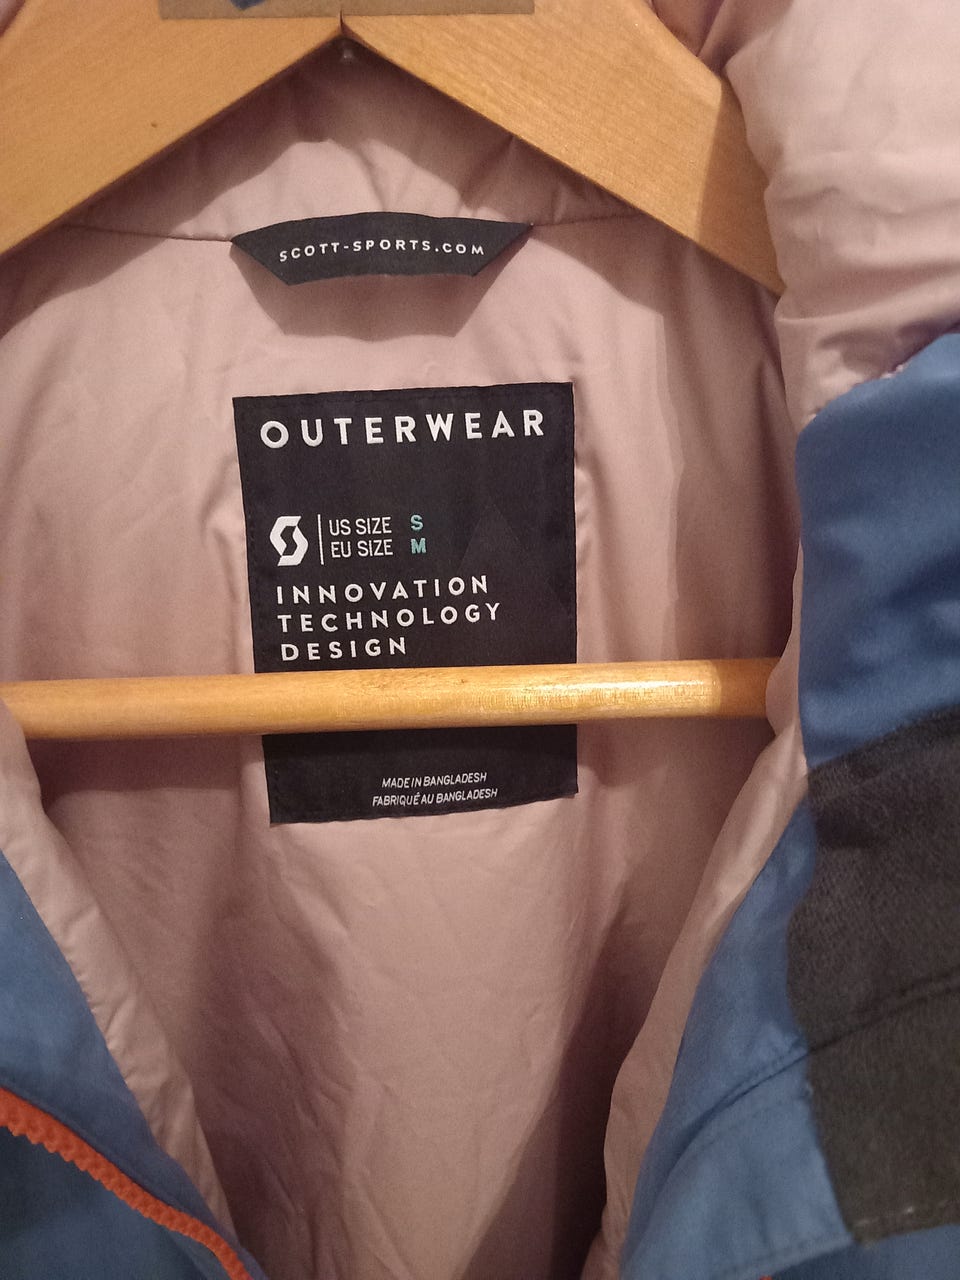 SCOTT-SPORTS.COM
OUTERWEAR
US SIZE S
EU SIZE M
INNOVATION
TECHNOLOGY
DESIGN
MADE IN BANGLADESH
FABRIQUÉ AU BANGLADESH